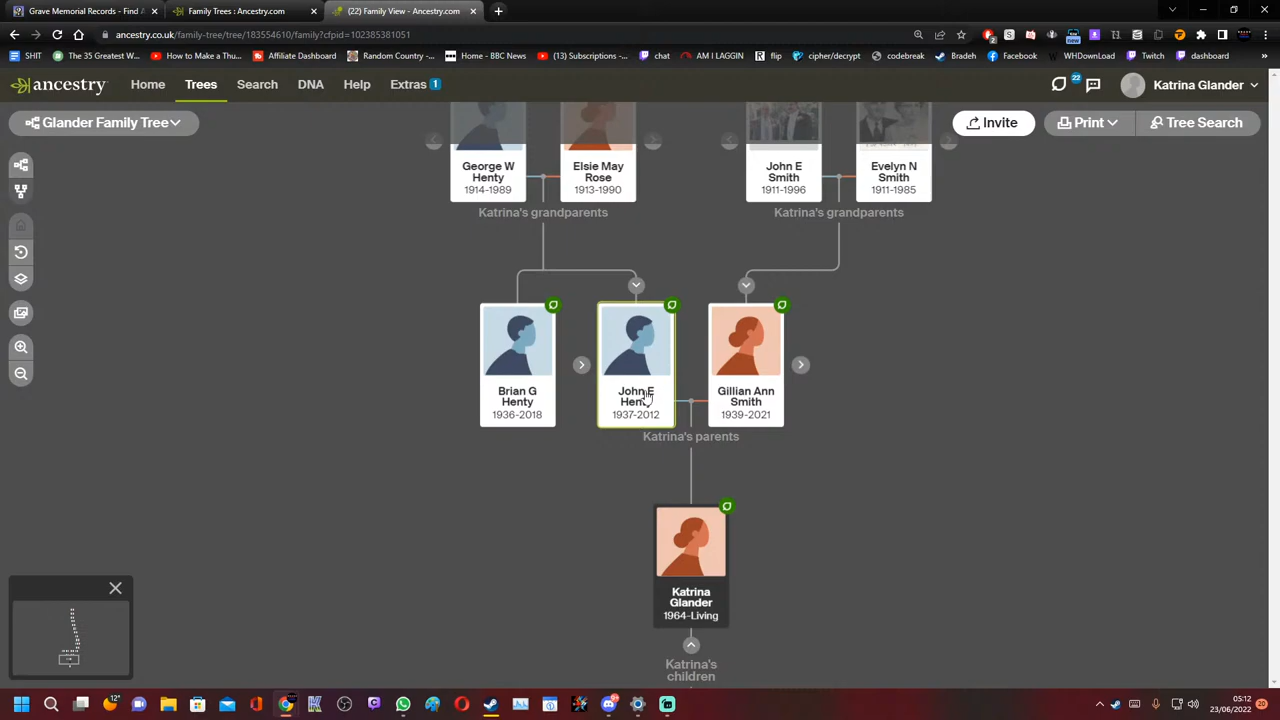 Grave Memorial Records - Find A
Family Trees : Ancestry.com
(22) Family View - Ancestry.com
ancestry.co.uk/family-tree/tree/183554610/family?cfpid=102385381051
SHIT
The 35 Greatest W...
How to Make a Thu...
Affiliate Dashboard
Random Country - ...
Home - BBC News
(13) Subscriptions -...
chat
AM I LAGGIN
flip
cipher/decrypt
codebreak
Bradeh
Facebook
WHDownload
Twitch
dashboard
»
ancestry
Home
Trees
Search
DNA
Help
Extras 1
22
Katrina Glander
Glander Family Tree
Invite
Print
Tree Search
George W
Henty
1914-1989
Elsie May
Rose
1913-1990
John E
Smith
1911-1996
Evelyn N
Smith
1911-1985
Katrina's grandparents
Katrina's grandparents
Brian G
Henty
1936-2018
John E
Henty
1937-2012
Gillian Ann
Smith
1939-2021
Katrina's parents
Katrina
Glander
1964-Living
Katrina's
children
12°
05:12
23/06/2022